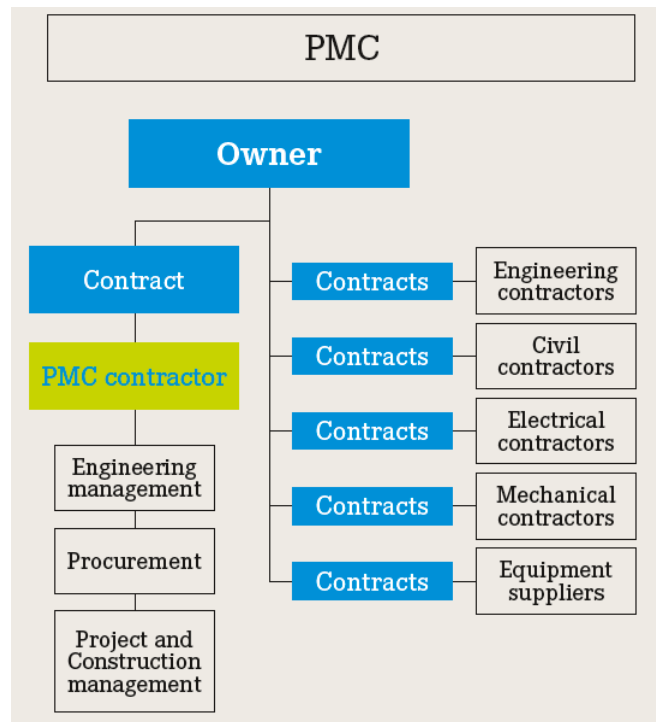 PMC
Owner
Contract
PMC contractor
Engineering
management
Procurement
Project and
Construction
management
Contracts
Engineering
contractors
Contracts
Civil
contractors
Contracts
Electrical
contractors
Contracts
Mechanical
contractors
Contracts
Equipment
suppliers